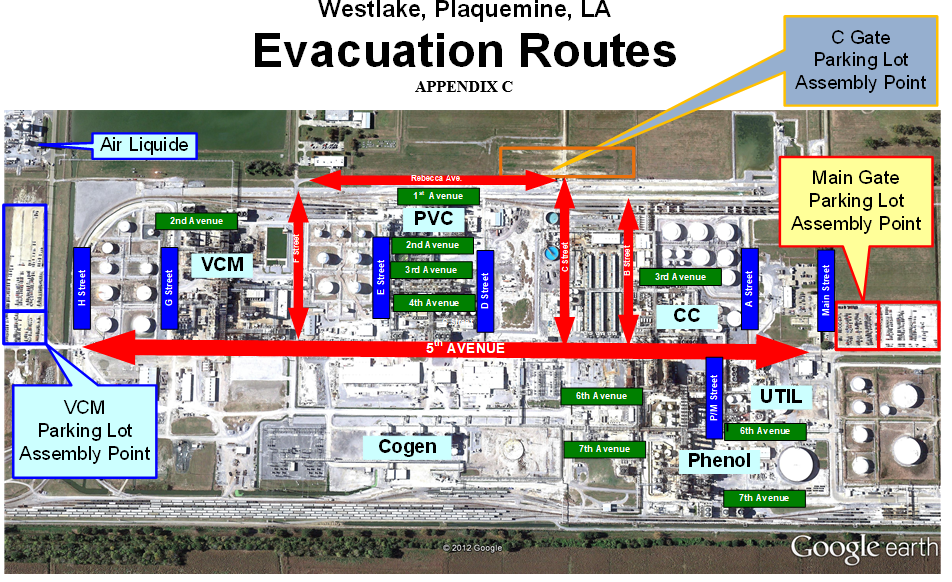 Westlake, Plaquemine, LA
Evacuation Routes
APPENDIX C
C Gate
Parking Lot
Assembly Point
Air Liquide
Main Gate
Parking Lot
Assembly Point
Rebecca Ave.
1st Avenue
PVC
2nd Avenue
VCM
2nd Avenue
3rd Avenue
4th Avenue
3rd Avenue
CC
H Street
G Street
F Street
E Street
D Street
C Street
B Street
A Street
Main Street
5th AVENUE
VCM
Parking Lot
Assembly Point
P/M Street
6th Avenue
UTIL
6th Avenue
Cogen
7th Avenue
Phenol
7th Avenue
© 2012 Google
Google earth